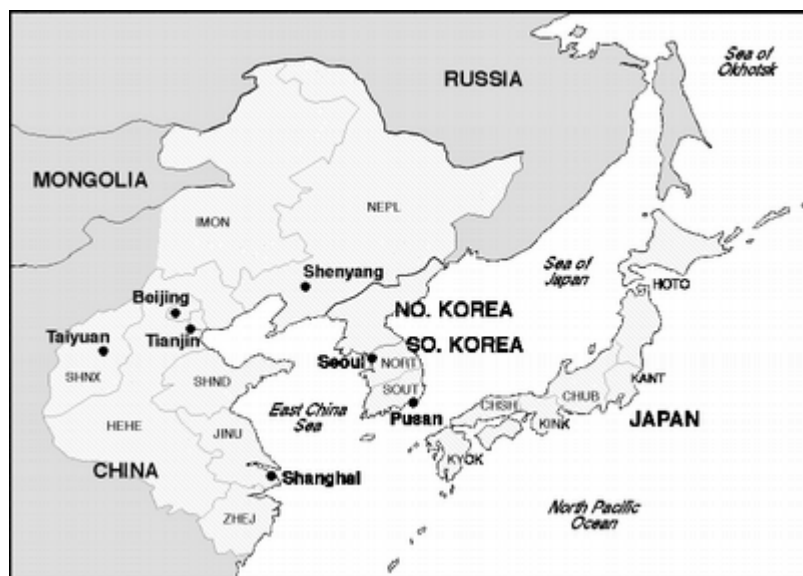 Sea of
Okhotsk
RUSSIA
MONGOLIA
NEPL
IMON
Sea of
Japan
Shenyang
HOTO
Beijing
NO. KOREA
Taiyuan
Tianjin
SO. KOREA
Seoul
NORT
SHNX
SHND
KANT
SOUT
CHUB
CHSH
East China
Sea
Pusan
JAPAN
HEHE
JINU
KINK
KYOK
CHINA
Shanghai
North Pacific
Ocean
ZHEJ